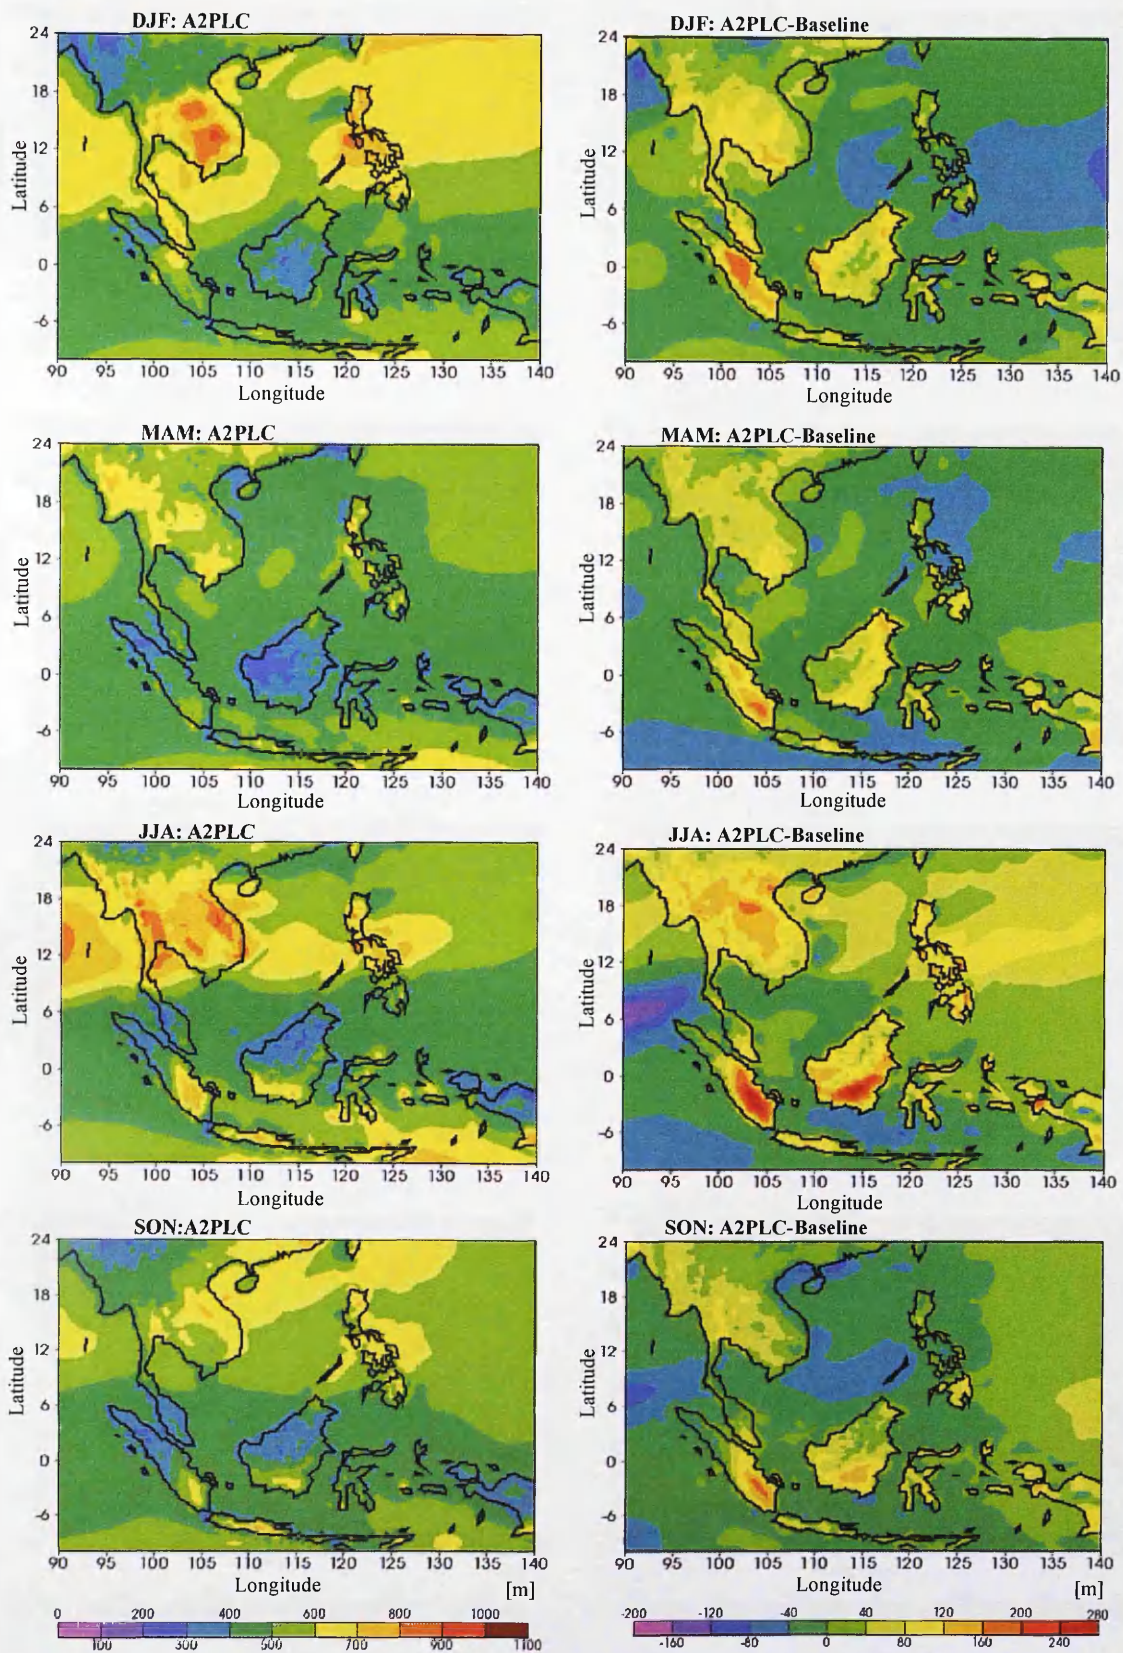 DJF: A2PLC
24
18
12
6
0
-6
Latitude
90 95 100 105 110 115 120 125 130 135 140
Longitude
DJF: A2PLC-Baseline
24
18
12
6
0
-6
Latitude
90 95 100 105 110 115 120 125 130 135 140
Longitude
MAM: A2PLC
24
18
12
6
0
-6
Latitude
90 95 100 105 110 115 120 125 130 135 140
Longitude
MAM: A2PLC-Baseline
24
18
12
6
0
-6
Latitude
90 95 100 105 110 115 120 125 130 135 140
Longitude
JJA: A2PLC
24
18
12
6
0
-6
Latitude
90 95 100 105 110 115 120 125 130 135 140
Longitude
JJA: A2PLC-Baseline
24
18
12
6
0
-6
Latitude
90 95 100 105 110 115 120 125 130 135 140
Longitude
SON:A2PLC
24
18
12
6
0
-6
Latitude
90 95 100 105 110 115 120 125 130 135 140
Longitude
[m]
0 200 400 600 800 1000
100 300 500 700 900 1100
SON: A2PLC-Baseline
24
18
12
6
0
-6
Latitude
90 95 100 105 110 115 120 125 130 135 140
Longitude
[m]
-200 -120 -40 40 120 200 280
-160 -80 0 80 160 240